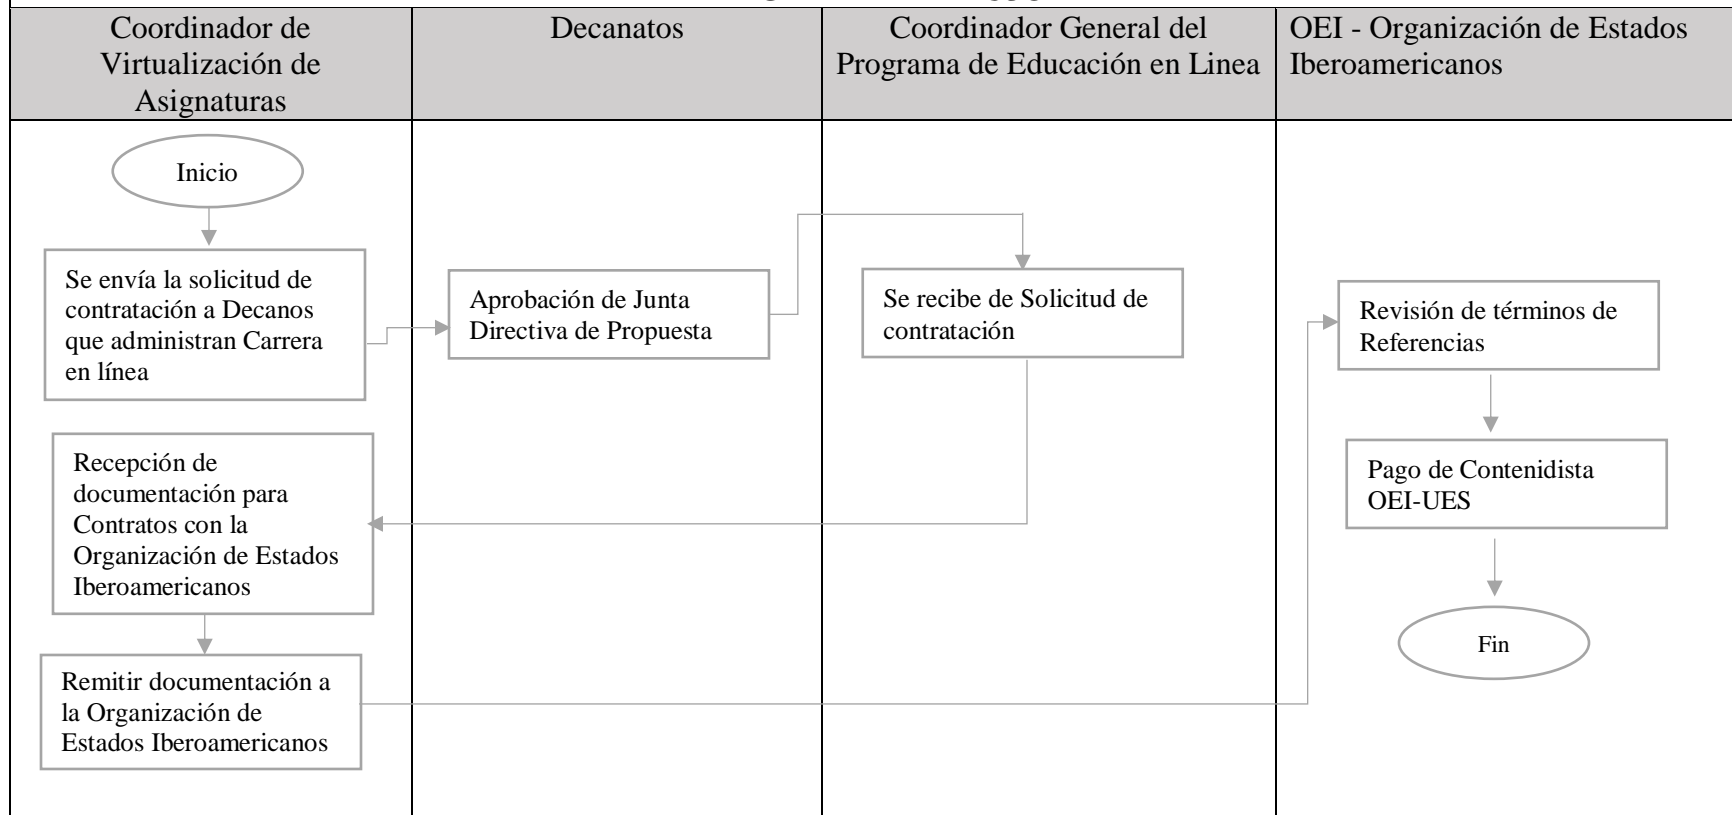 Coordinador de
Virtualización de
Asignaturas
Decanatos
Coordinador General del
Programa de Educación en Linea
OEI - Organización de Estados
Iberoamericanos
Inicio
Se envía la solicitud de
contratación a Decanos
que administran Carrera
en línea
Aprobación de Junta
Directiva de Propuesta
Se recibe de Solicitud de
contratación
Revisión de términos de
Referencias
Recepción de
documentación para
Contratos con la
Organización de Estados
Iberoamericanos
Pago de Contenidista
OEI-UES
Remitir documentación a
la Organización de
Estados Iberoamericanos
Fin